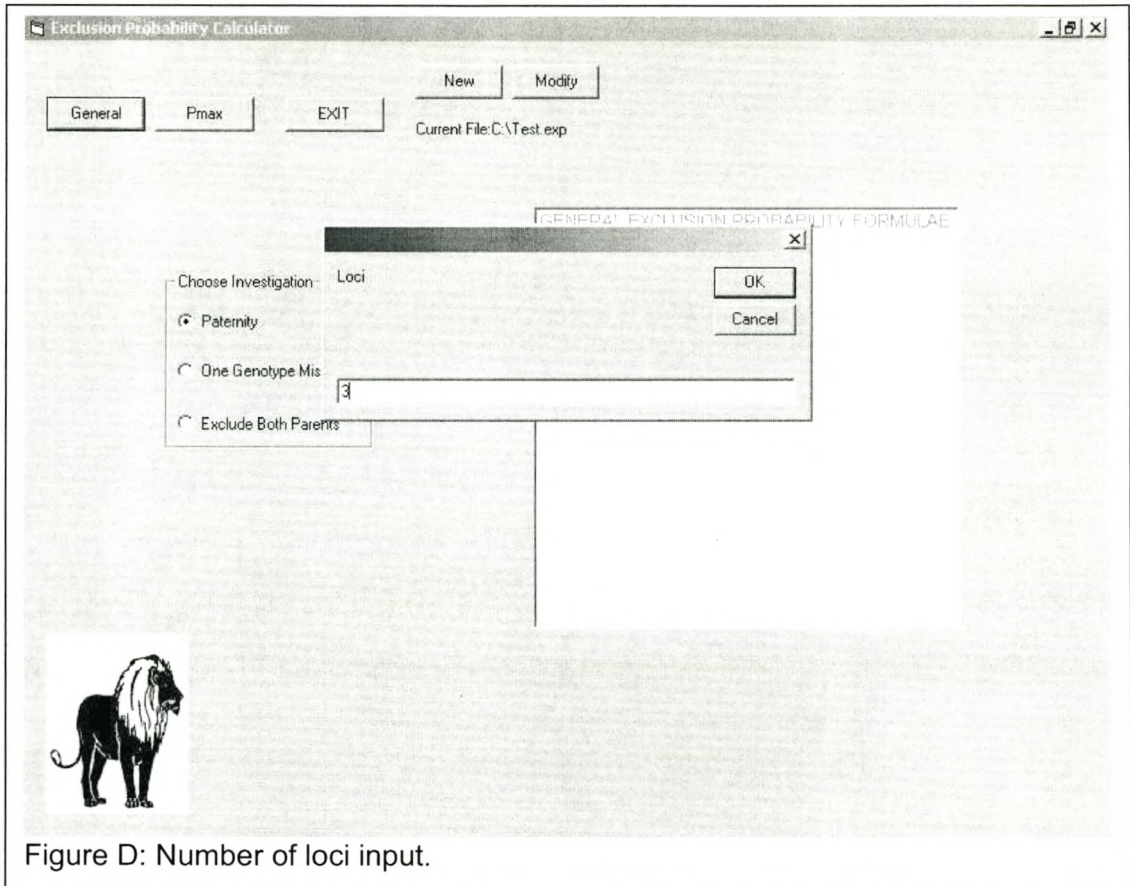 Exclusion Probability Calculator
New Modify
General Pmax EXIT
Current File:C:\Test.exp
GENERAL EXCLUSION PROBABILITY FORMULAE
Loci
OK
Choose Investigation
Cancel
Paternity
One Genotype Mis
3
Exclude Both Parents
Figure D: Number of loci input.